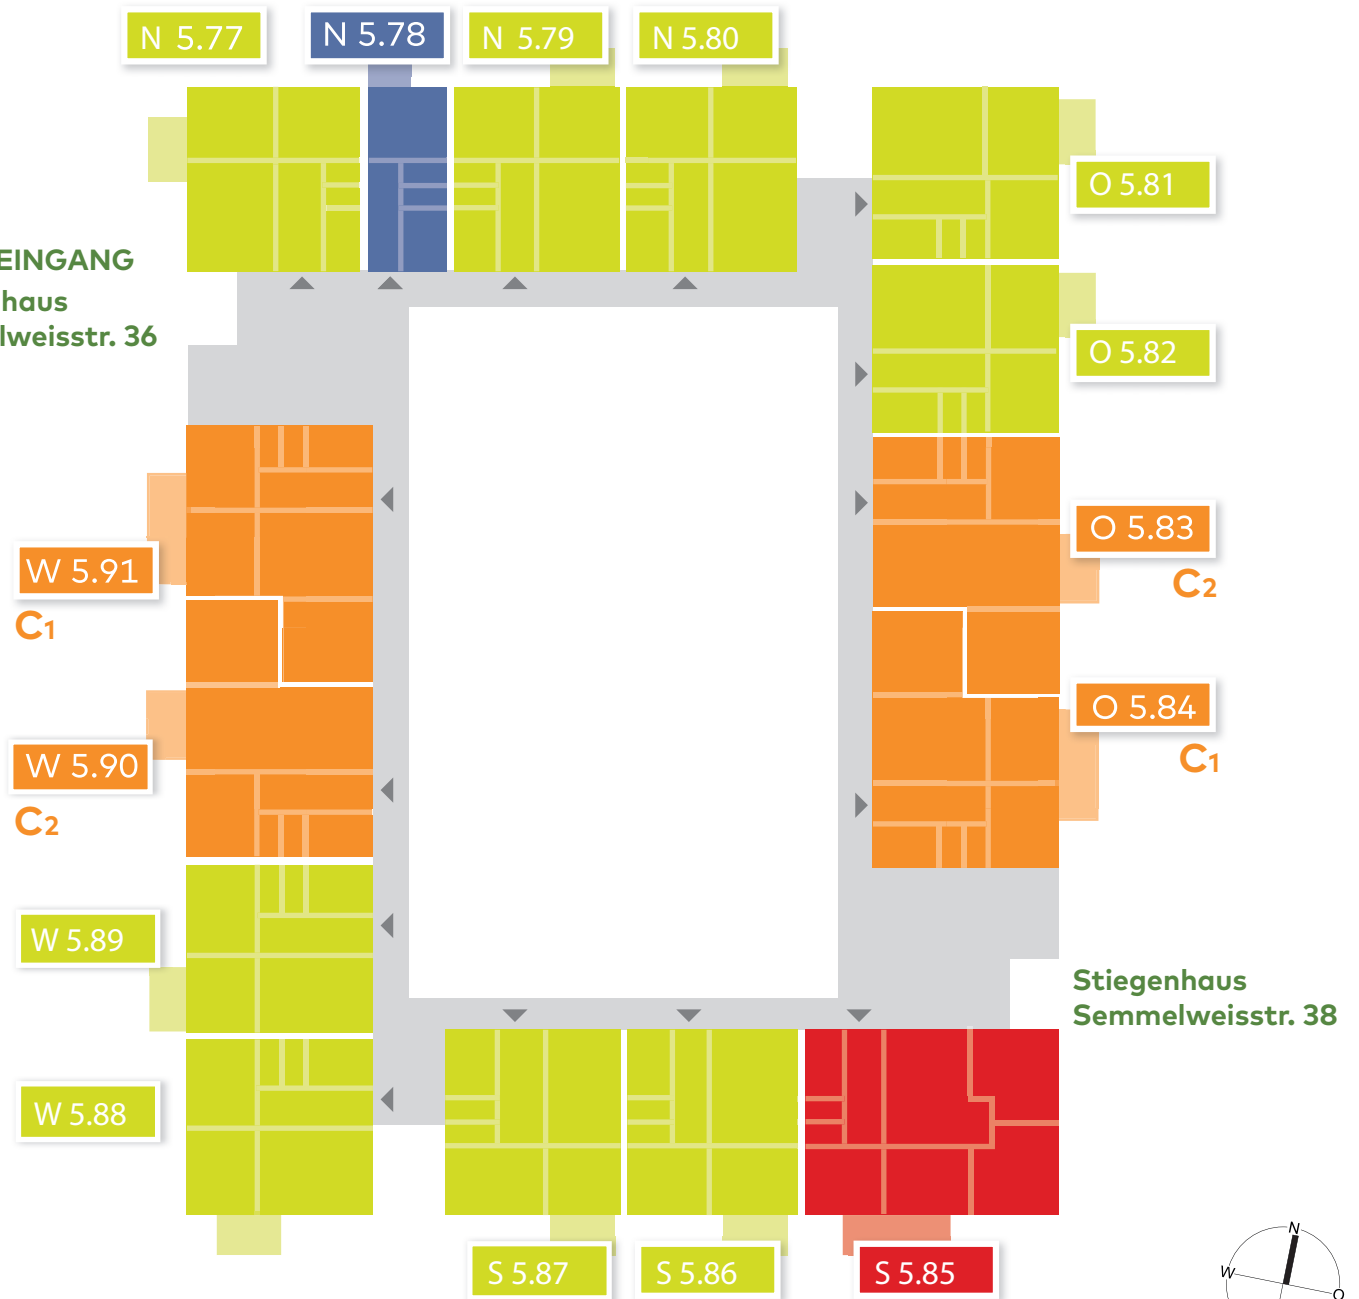 N 5.77
N 5.78
N 5.79
N 5.80
O 5.81
EINGANG
haus
lweisstr. 36
O 5.82
O 5.83
C2
W 5.91
C1
O 5.84
C1
W 5.90
C2
W 5.89
Stiegenhaus
Semmelweisstr. 38
W 5.88
S 5.87
S 5.86
S 5.85
N
W
O